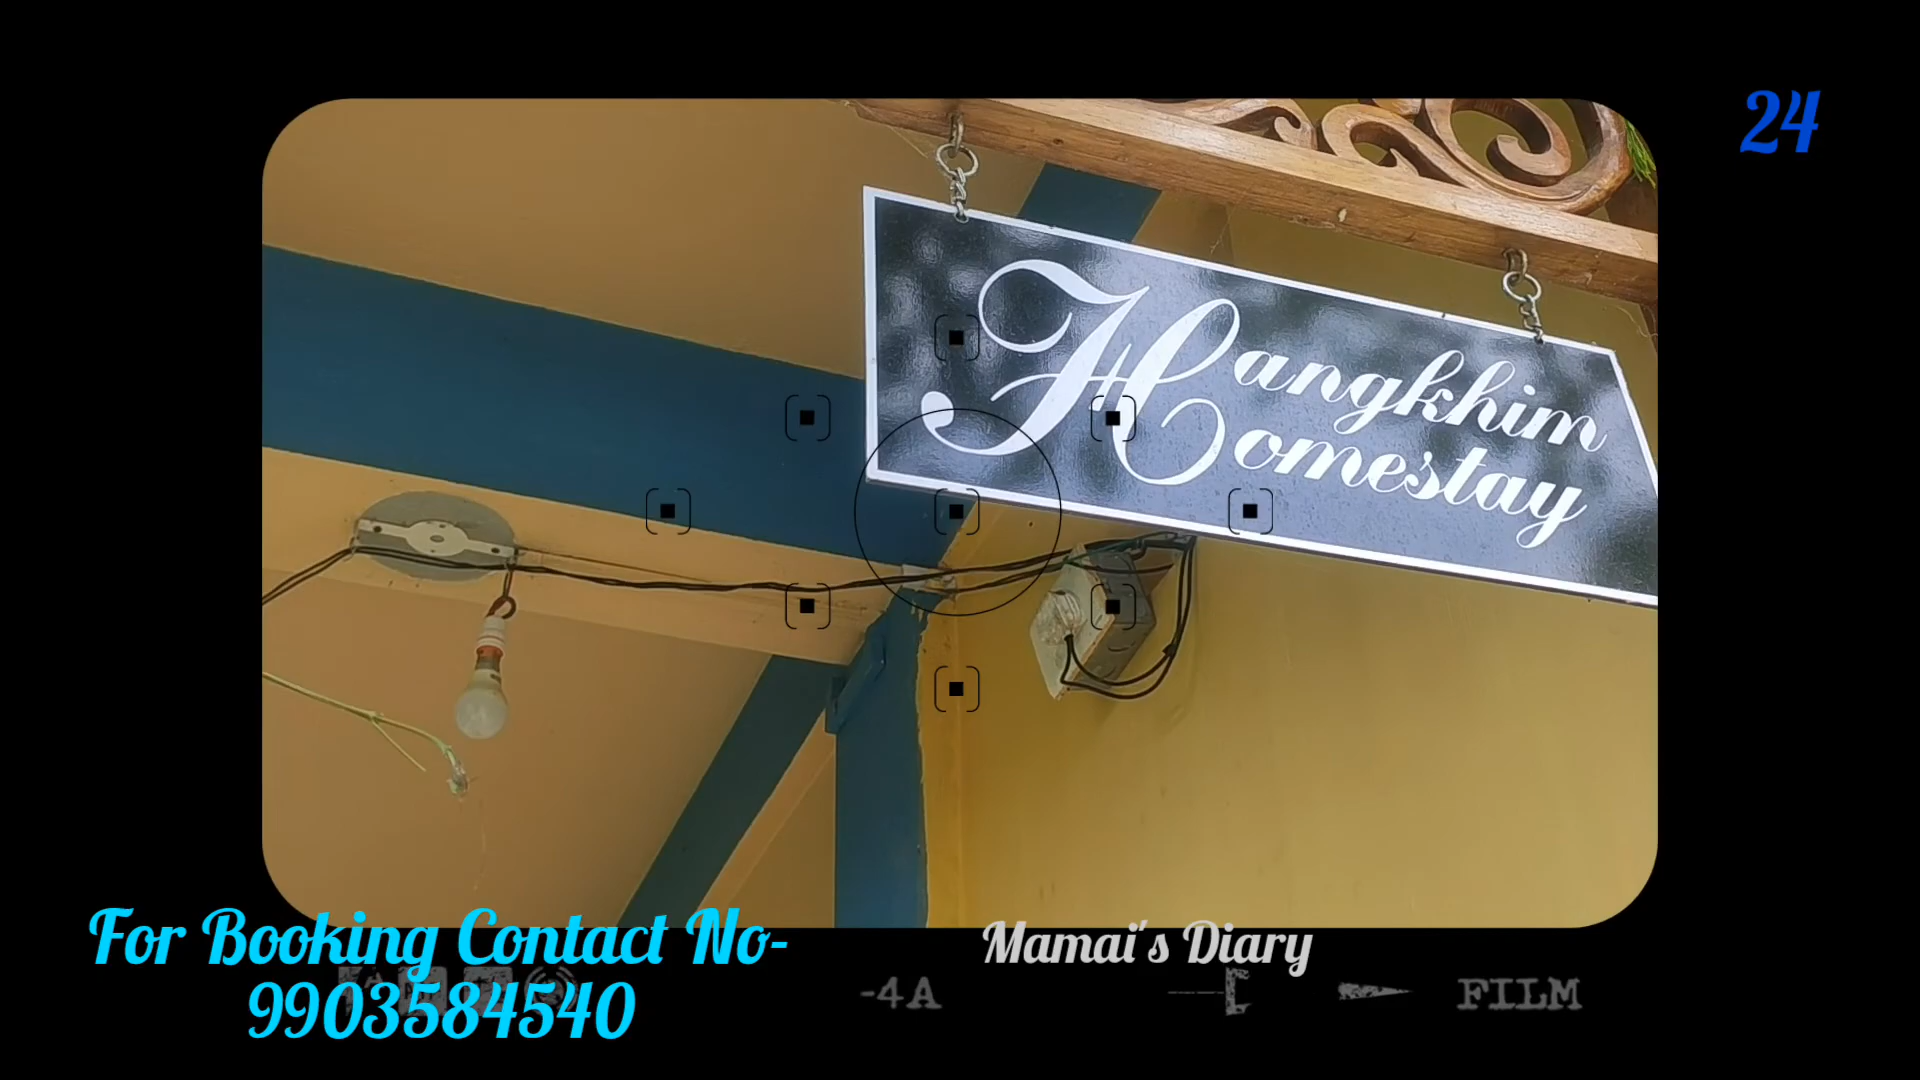 24
Hangkhim
Homestay
For Booking Contact No-
9903584540
Mamai's Diary
-4A
FILM